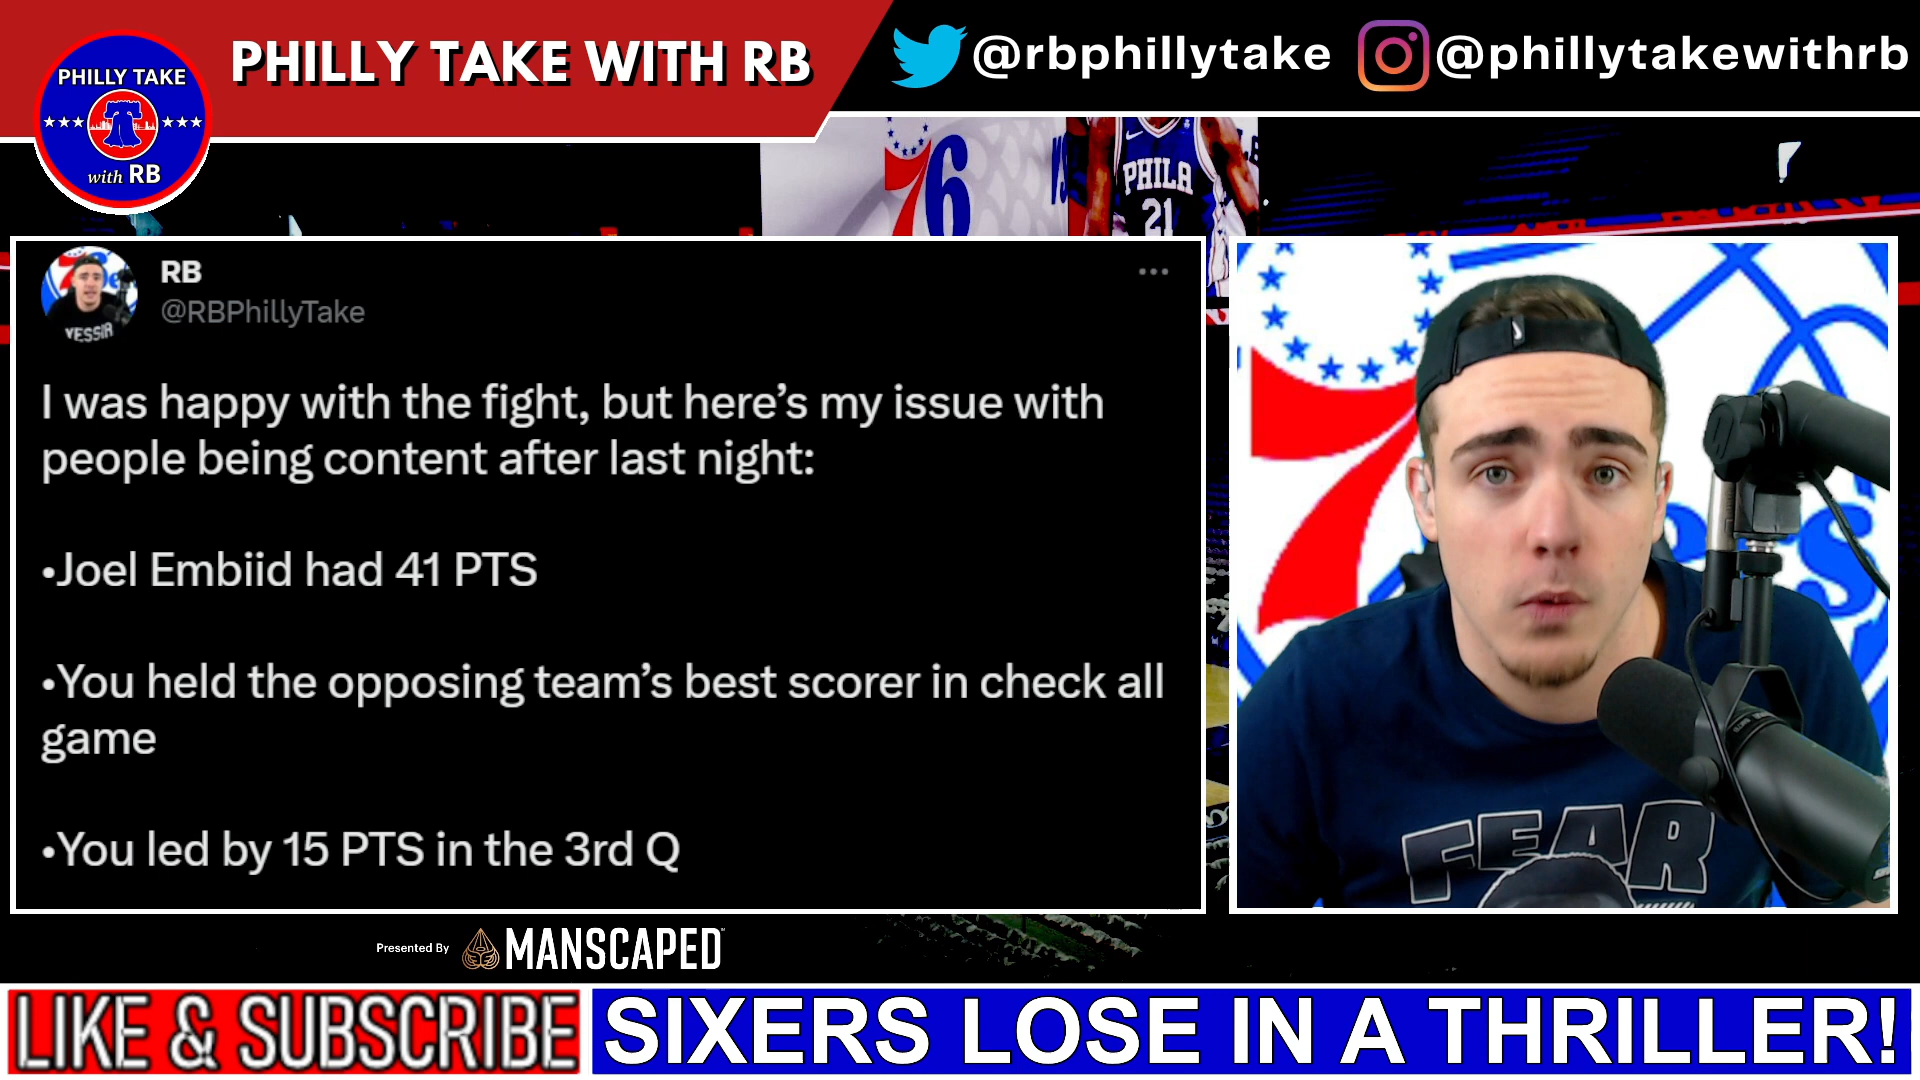 PHILLY TAKE WITH RB
@rbphillytake
@phillytakewithrb
PHILLY TAKE
with RB
76
PHILA
21
RB
@RBPhillyTake
YESSIR
I was happy with the fight, but here’s my issue with
people being content after last night:
•Joel Embiid had 41 PTS
•You held the opposing team’s best scorer in check all
game
•You led by 15 PTS in the 3rd Q
FEAR
Presented By
MANSCAPED
LIKE & SUBSCRIBE
SIXERS LOSE IN A THRILLER!